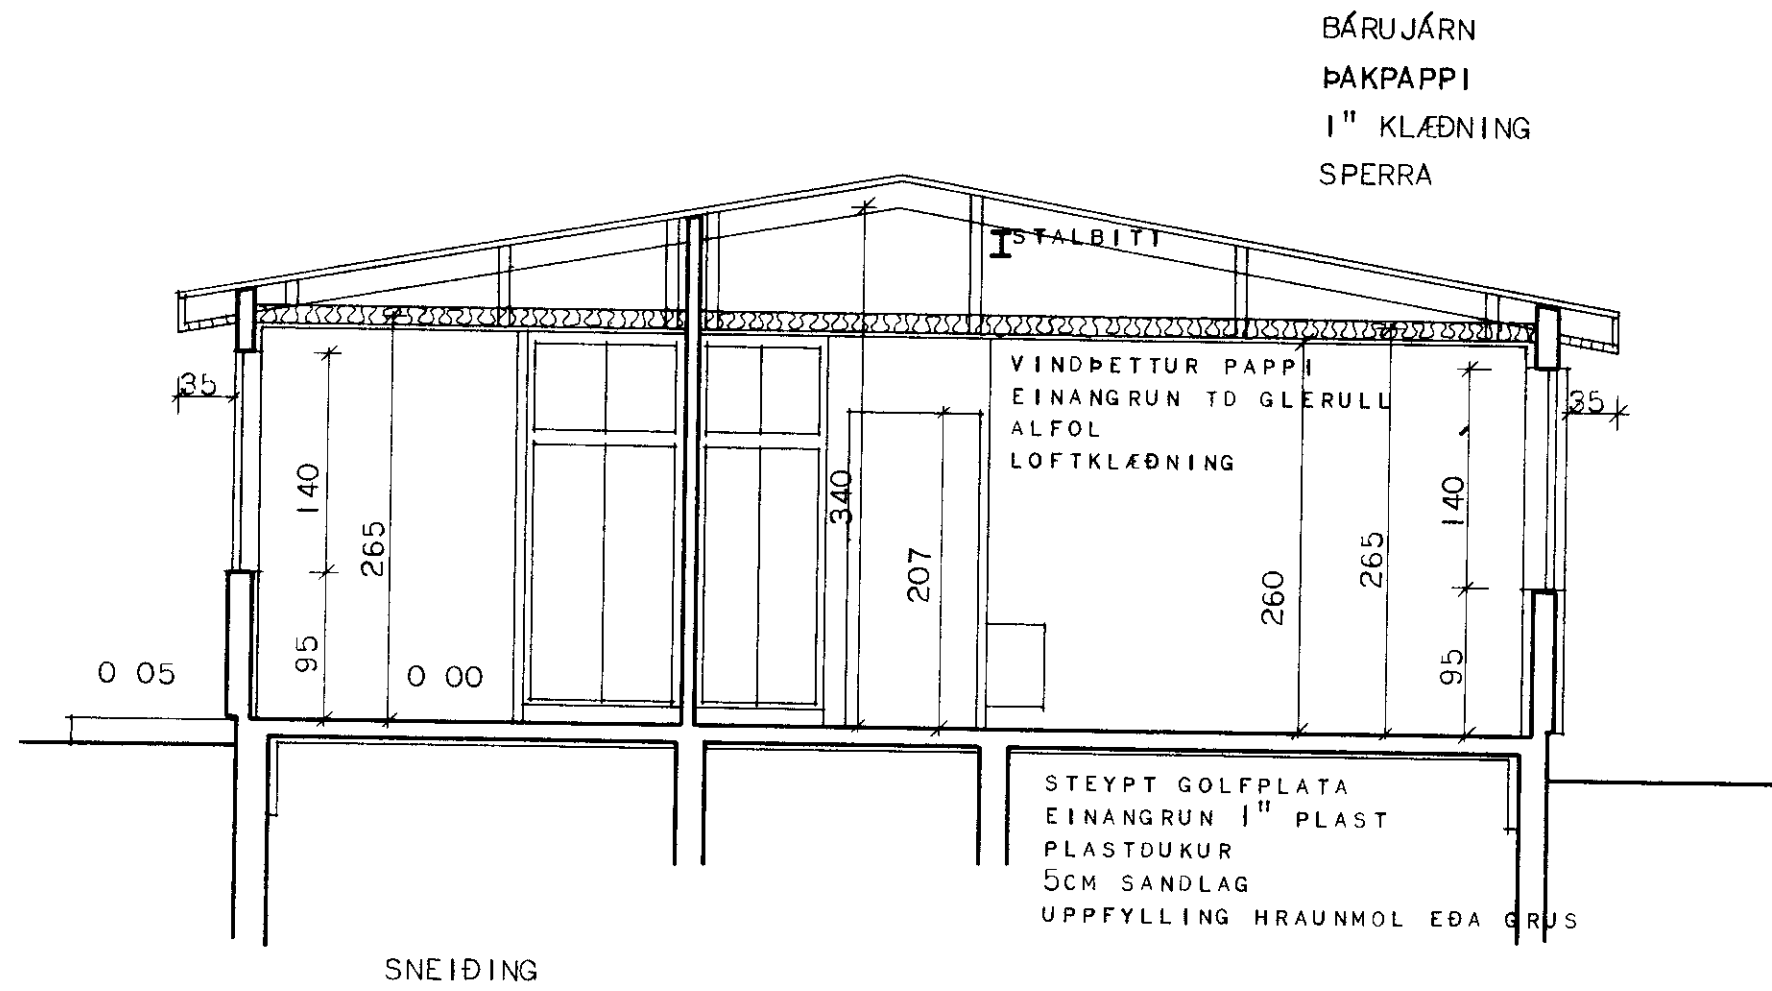 BÁRUJÁRN
ÞAKPAPPI
1" KLÆÐNING
SPERRA
STALBITI
VINDÞETTUR PAPPI
EINANGRUN TD GLERULL
ALFOL
LOFTKLÆÐNING
35
35
140
265
340
207
260
265
140
95
95
0 05
0 00
STEYPT GOLFPLATA
EINANGRUN 1" PLAST
PLASTDUKUR
5CM SANDLAG
UPPFYLLING HRAUNMOL EÐA GRUS
SNEIÐING